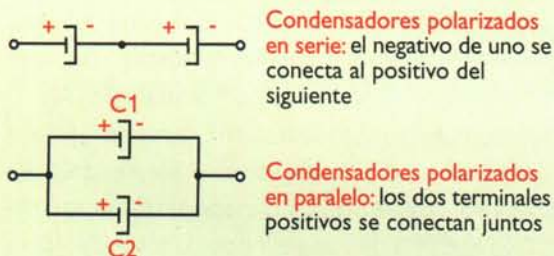 + - + -
Condensadores polarizados
en serie: el negativo de uno se
conecta al positivo del
siguiente
C1
+ -
+ -
C2
Condensadores polarizados
en paralelo: los dos terminales
positivos se conectan juntos